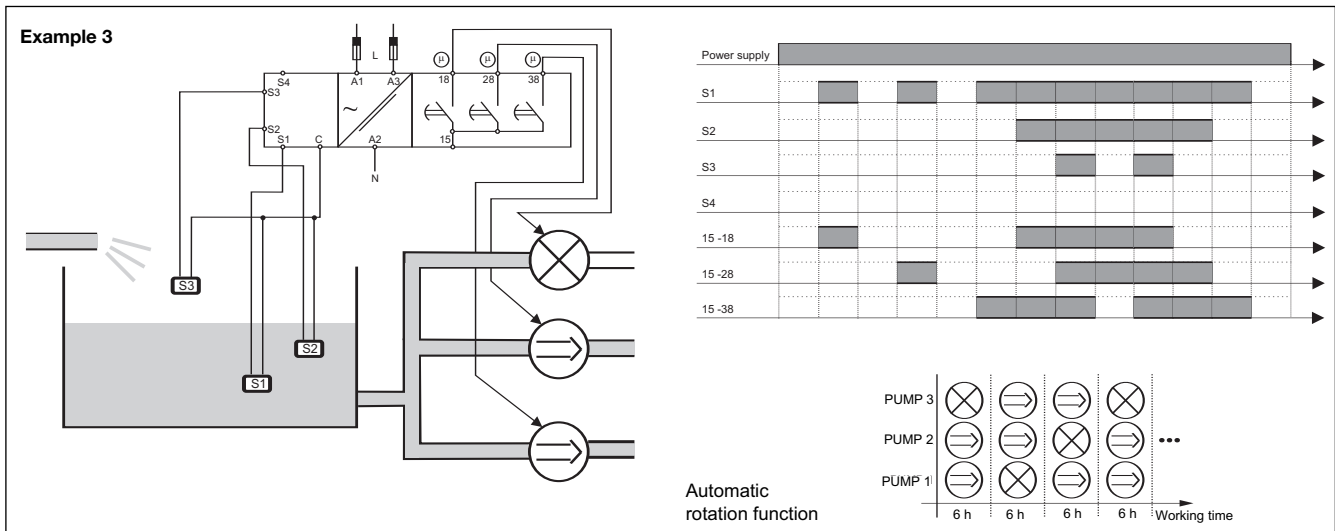 Example 3
L
μ μ μ
S4 A1 A3 18 28 38
S3
~
S2
S1 C A2 15
N
S3
S2
S1
Power supply
S1
S2
S3
S4
15 -18
15 -28
15 -38
PUMP 3
PUMP 2 •••
PUMP 1
Automatic
rotation function
6 h 6 h 6 h 6 h Working time